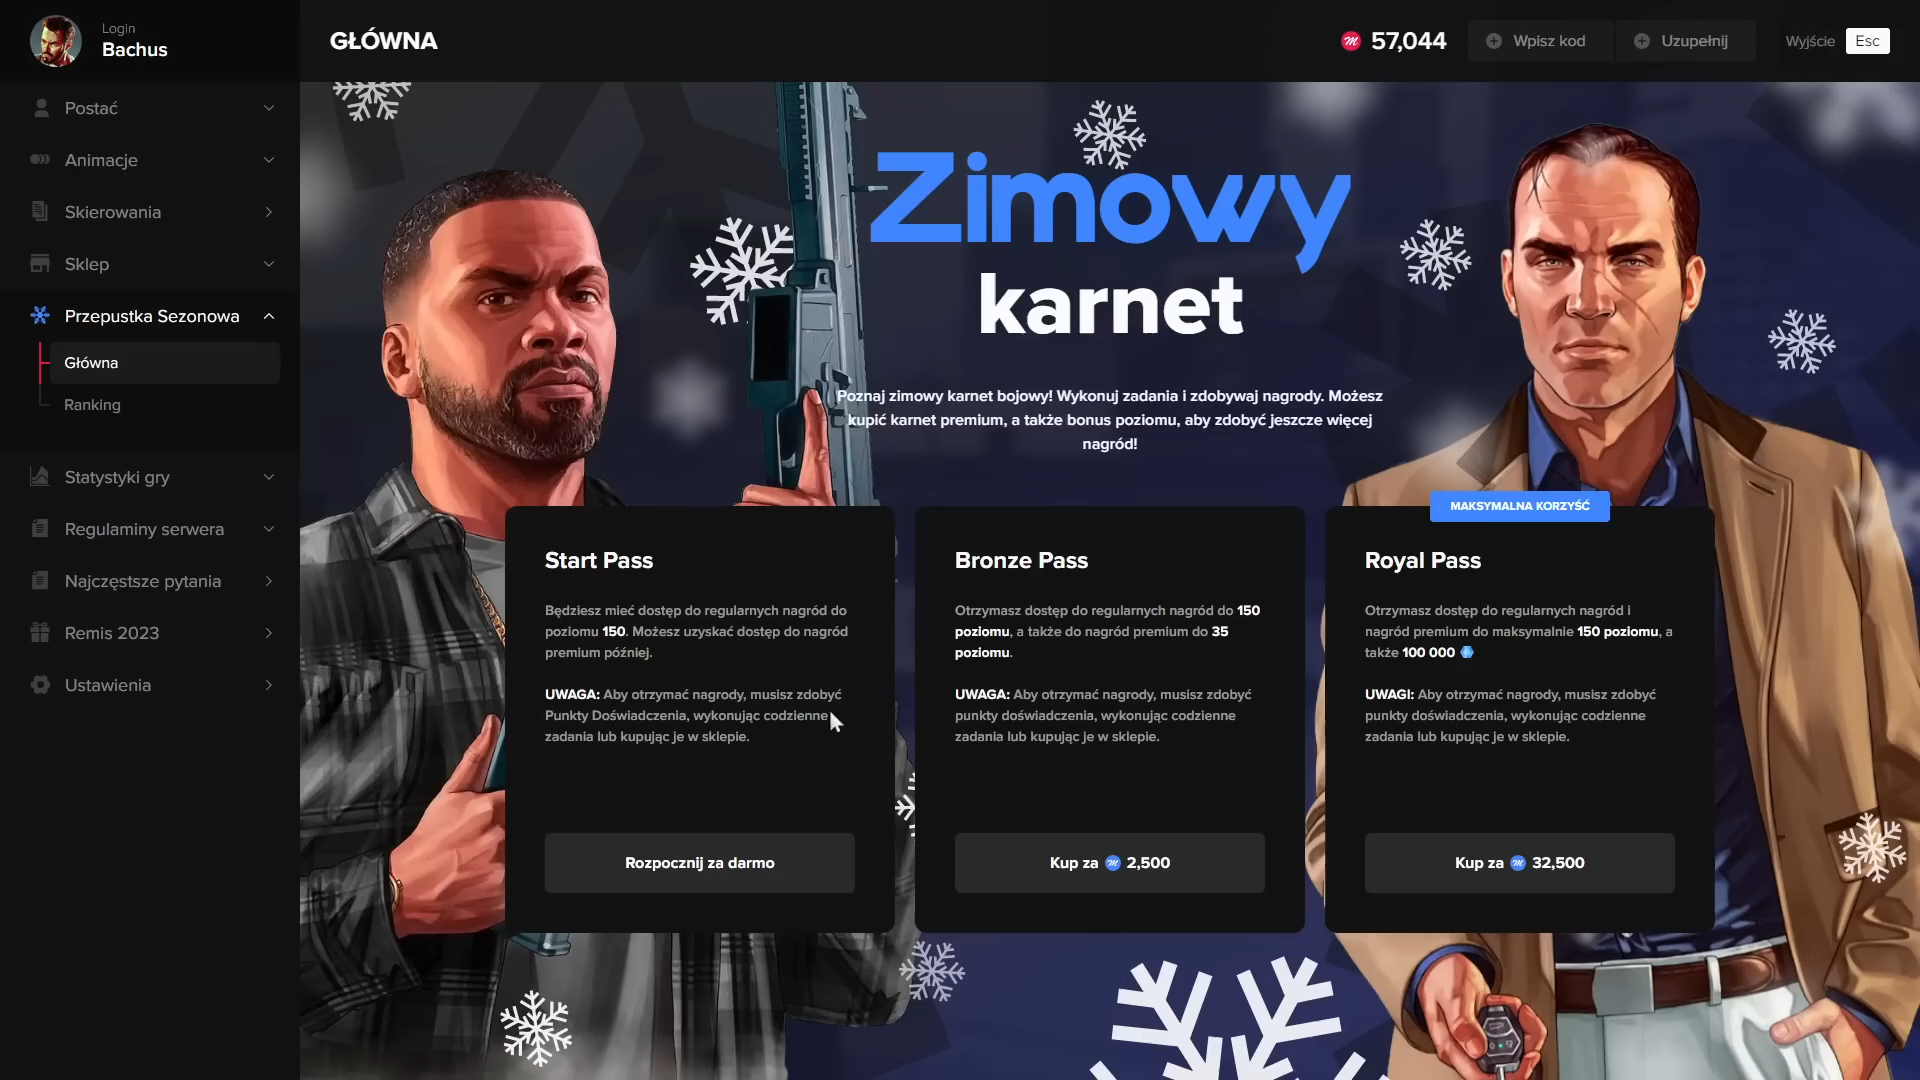 Login
Bachus
GŁÓWNA
57,044
Wpisz kod
Uzupełnij
Wyjście
Esc
Postać
Animacje
Skierowania
Sklep
Przepustka Sezonowa
Główna
Ranking
Statystyki gry
Regulaminy serwera
Najczęstsze pytania
Remis 2023
Ustawienia
Zimowy
karnet
Poznaj zimowy karnet bojowy! Wykonuj zadania i zdobywaj nagrody. Możesz
kupić karnet premium, a także bonus poziomu, aby zdobyć jeszcze więcej
nagród!
Start Pass
Będziesz mieć dostęp do regularnych nagród do
poziomu 150. Możesz uzyskać dostęp do nagród
premium później.
UWAGA: Aby otrzymać nagrody, musisz zdobyć
Punkty Doświadczenia, wykonując codzienne
zadania lub kupując je w sklepie.
Rozpocznij za darmo
Bronze Pass
Otrzymasz dostęp do regularnych nagród do 150
poziomu, a także do nagród premium do 35
poziomu.
UWAGA: Aby otrzymać nagrody, musisz zdobyć
punkty doświadczenia, wykonując codzienne
zadania lub kupując je w sklepie.
Kup za 2,500
MAKSYMALNA KORZYŚĆ
Royal Pass
Otrzymasz dostęp do regularnych nagród i
nagród premium do maksymalnie 150 poziomu, a
także 100 000
UWAGI: Aby otrzymać nagrody, musisz zdobyć
punkty doświadczenia, wykonując codzienne
zadania lub kupując je w sklepie.
Kup za 32,500